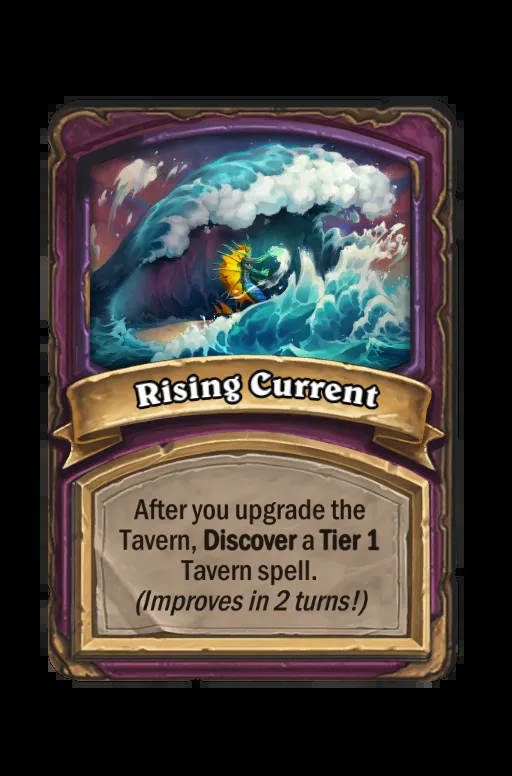 Rising Current
After you upgrade the
Tavern, Discover a Tier 1
Tavern spell.
(Improves in 2 turns!)